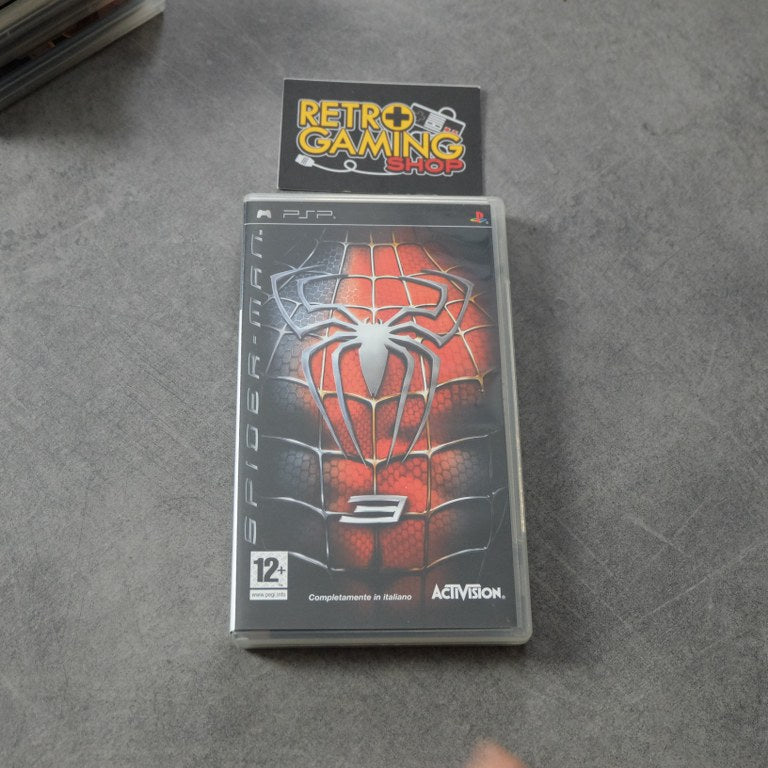 RETRO
GAMING
SHOP
PSP
SPIDER-MAN
3
12+
www.pegi.info
Completamente in italiano
ACTIVISION